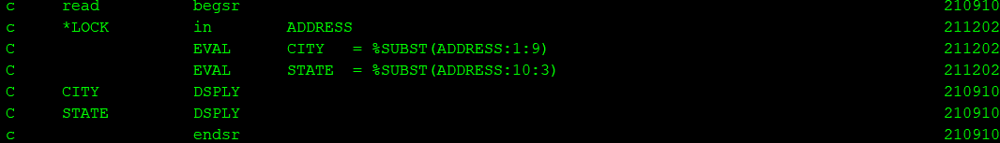 c     read          begsr                                                                  210910
c     *LOCK         in        ADDRESS                                                      211202
C                   EVAL      CITY   = %SUBST(ADDRESS:1:9)                                 211202
C                   EVAL      STATE  = %SUBST(ADDRESS:10:3)                                211202
C     CITY          DSPLY                                                                  210910
C     STATE         DSPLY                                                                  210910
c                   endsr                                                                  210910